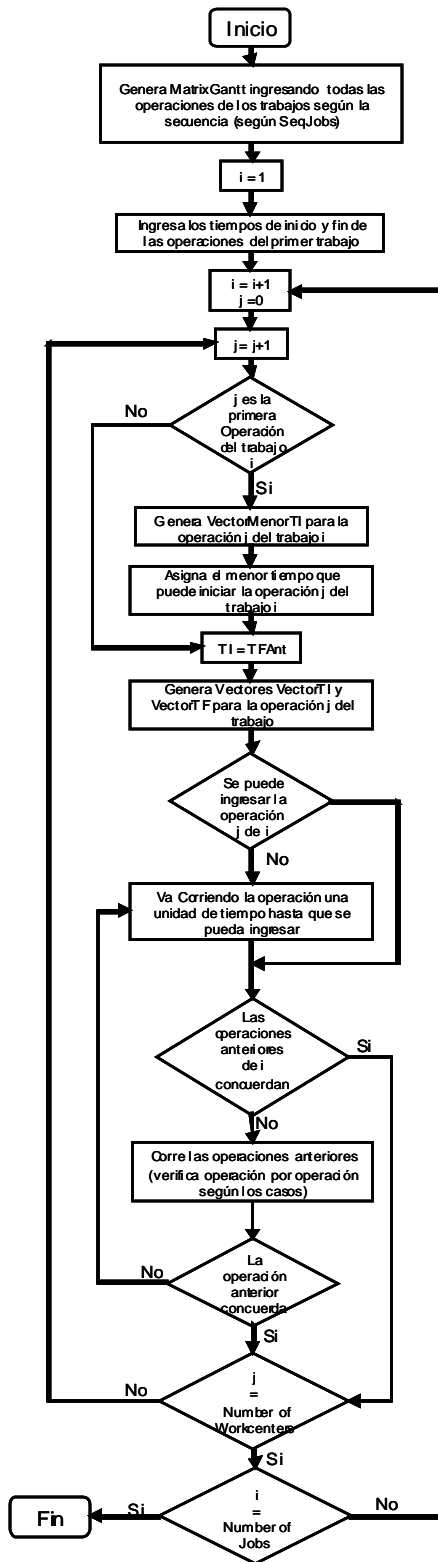 Inicio
Genera MatrixGantt ingresando todas las
operaciones de los trabajos según la
secuencia (según SeqJobs)
i = 1
Ingresa los tiempos de inicio y fin de
las operaciones del primer trabajo
i = i+1
j =0
j = j+1
No
j es la
primera
Operación
del trabajo
i
Si
Genera VectorMenorTI para la
operación j del trabajo i
Asigna el menor tiempo que
puede iniciar la operación j del
trabajo i
TI = TFAnt
Genera Vectores VectorTI y
VectorTF para la operación j del
trabajo
Se puede
ingresar la
operación
j de i
No
Va Corriendo la operación una
unidad de tiempo hasta que se
pueda ingresar
Las
operaciones
anteriores
de i
concuerdan
Si
No
Corre las operaciones anteriores
(verifica operación por operación
según los casos)
No
La
operación
anterior
concuerda
Si
No
j
=
Number of
Workcenters
Si
Fin
Si
i
=
Number of
Jobs
No